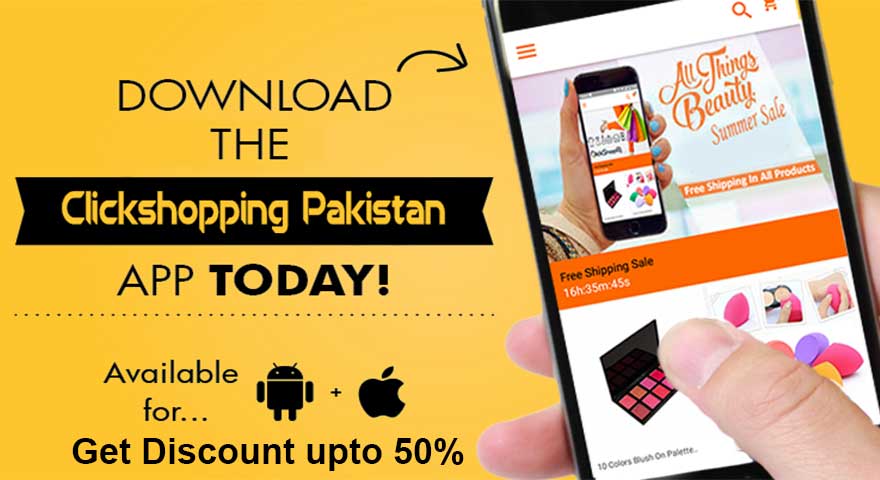 DOWNLOAD
THE
Clickshopping Pakistan
APP TODAY!
Available
for... +
Get Discount upto 50%
All Things
Beauty
Summer Sale
Free Shipping In All Products
Free Shipping Sale
16h:35m:45s
10 Colors Blush On Palette..